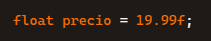 float precio = 19.99f;